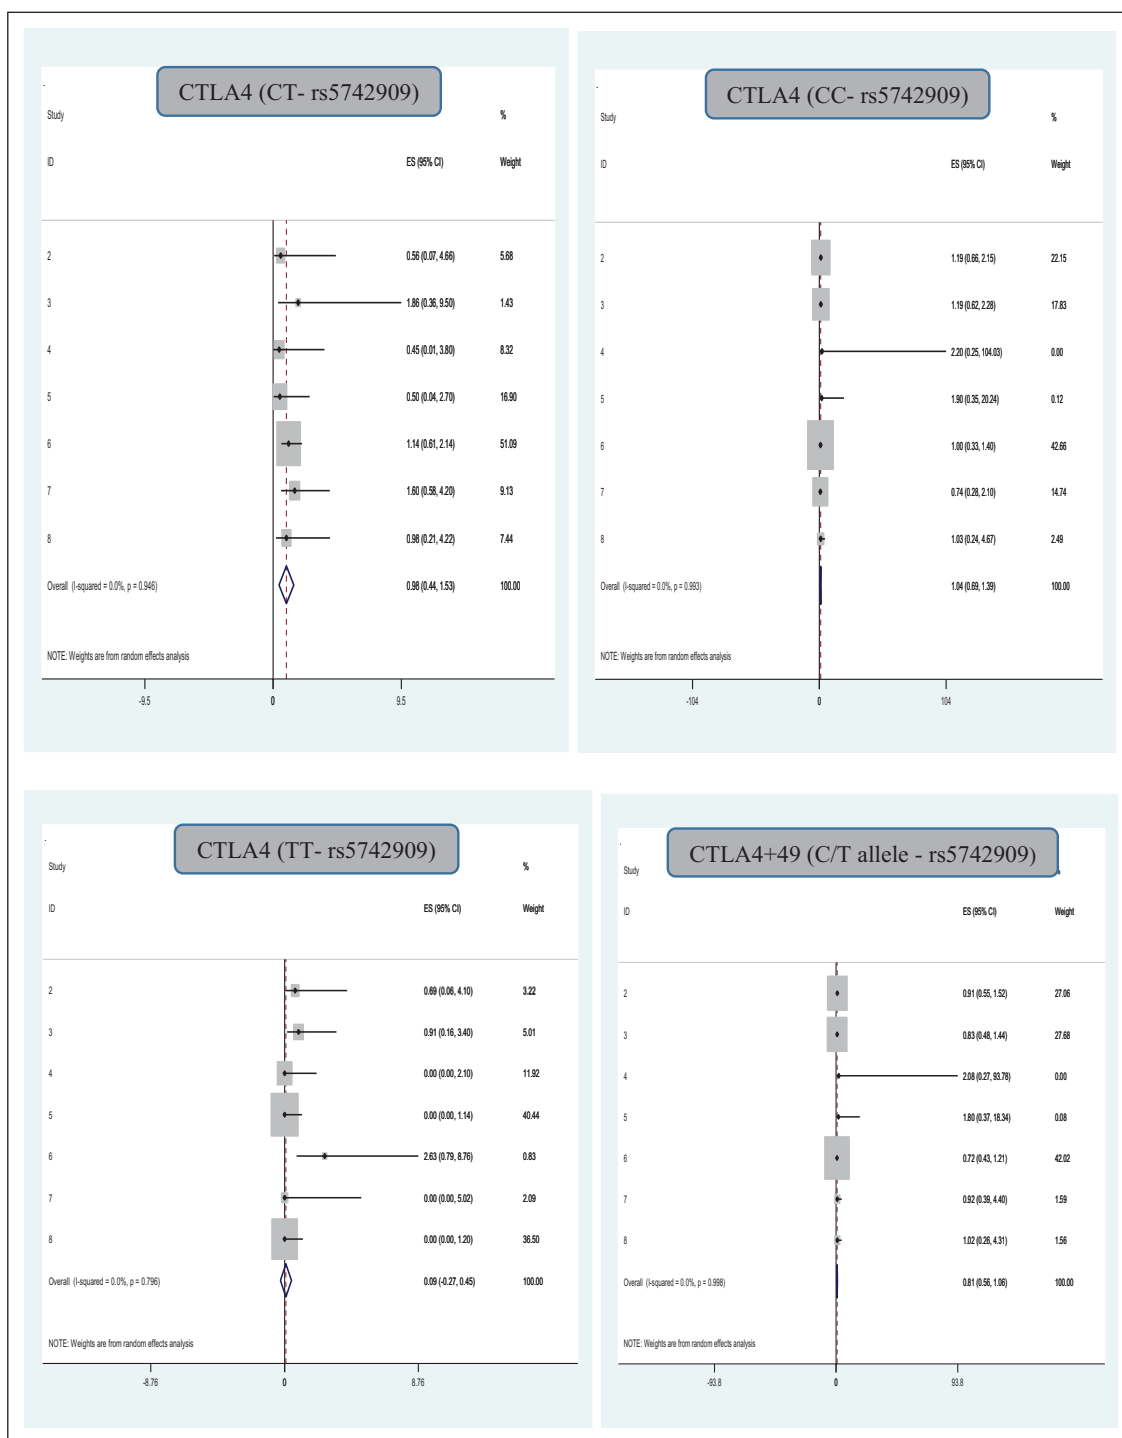 CTLA4 (CT- rs5742909)
Study %
ID ES (95% CI) Weight
2 0.56 (0.07, 4.66) 5.68
3 1.86 (0.36, 9.50) 1.43
4 0.45 (0.01, 3.80) 8.32
5 0.50 (0.04, 2.70) 16.90
6 1.14 (0.61, 2.14) 51.09
7 1.60 (0.58, 4.20) 9.13
8 0.98 (0.21, 4.22) 7.44
Overall (I-squared = 0.0%, p = 0.946) 0.98 (0.44, 1.53) 100.00
NOTE: Weights are from random effects analysis
-9.5 0 9.5
CTLA4 (CC- rs5742909)
Study %
ID ES (95% CI) Weight
2 1.19 (0.66, 2.15) 22.15
3 1.19 (0.62, 2.28) 17.83
4 2.20 (0.25, 104.03) 0.00
5 1.90 (0.35, 20.24) 0.12
6 1.00 (0.33, 1.40) 42.66
7 0.74 (0.28, 2.10) 14.74
8 1.03 (0.24, 4.67) 2.49
Overall (I-squared = 0.0%, p = 0.993) 1.04 (0.69, 1.39) 100.00
NOTE: Weights are from random effects analysis
-104 0 104
CTLA4 (TT- rs5742909)
Study %
ID ES (95% CI) Weight
2 0.69 (0.06, 4.10) 3.22
3 0.91 (0.16, 3.40) 5.01
4 0.00 (0.00, 2.10) 11.92
5 0.00 (0.00, 1.14) 40.44
6 2.63 (0.79, 8.76) 0.83
7 0.00 (0.00, 5.02) 2.09
8 0.00 (0.00, 1.20) 36.50
Overall (I-squared = 0.0%, p = 0.796) 0.09 (-0.27, 0.45) 100.00
NOTE: Weights are from random effects analysis
-8.76 0 8.76
CTLA4+49 (C/T allele - rs5742909)
Study %
ID ES (95% CI) Weight
2 0.91 (0.55, 1.52) 27.06
3 0.83 (0.48, 1.44) 27.68
4 2.08 (0.27, 93.78) 0.00
5 1.80 (0.37, 18.34) 0.08
6 0.72 (0.43, 1.21) 42.02
7 0.92 (0.39, 4.40) 1.59
8 1.02 (0.26, 4.31) 1.56
Overall (I-squared = 0.0%, p = 0.998) 0.81 (0.56, 1.06) 100.00
NOTE: Weights are from random effects analysis
-93.8 0 93.8